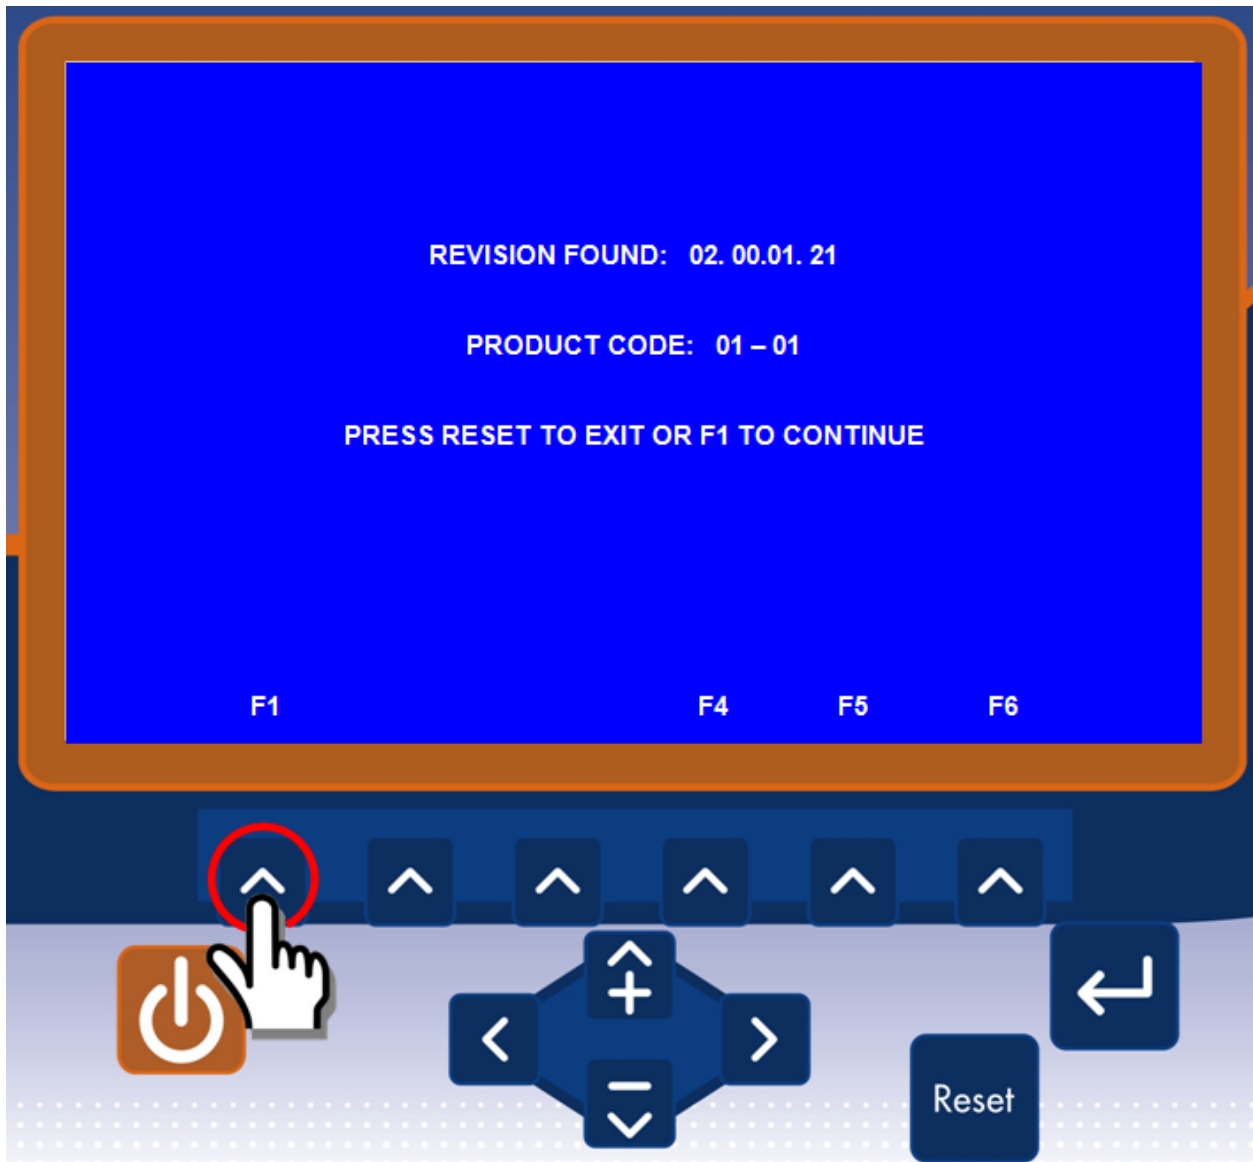 REVISION FOUND: 02. 00.01. 21
PRODUCT CODE: 01 – 01
PRESS RESET TO EXIT OR F1 TO CONTINUE
F1 F4 F5 F6
Reset